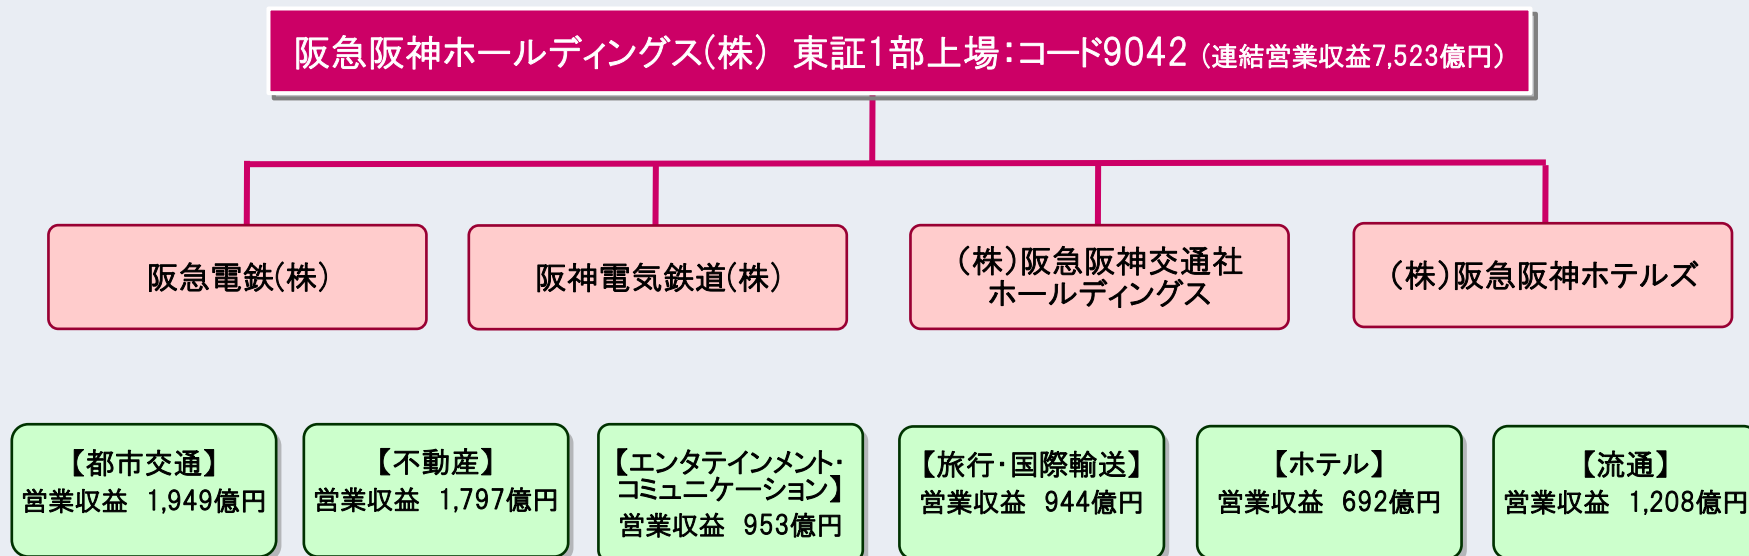 阪急阪神ホールディングス(株) 東証1部上場：コード9042 (連結営業収益7,523億円)
阪急電鉄(株)
阪神電気鉄道(株)
(株)阪急阪神交通社
ホールディングス
(株)阪急阪神ホテルズ
【都市交通】
営業収益 1,949億円
【不動産】
営業収益 1,797億円
【エンタテインメント・
コミュニケーション】
営業収益 953億円
【旅行・国際輸送】
営業収益 944億円
【ホテル】
営業収益 692億円
【流通】
営業収益 1,208億円